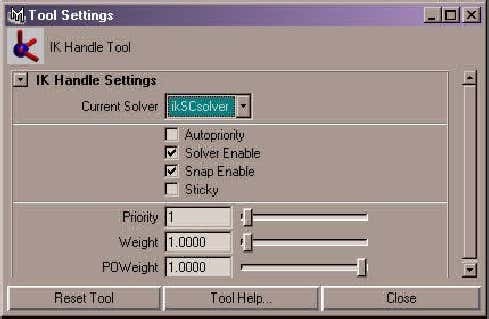 Tool Settings
IK Handle Tool
IK Handle Settings
Current Solver ikSCsolver
Autopriority
Solver Enable
Snap Enable
Sticky
Priority 1
Weight 1.0000
POWeight 1.0000
Reset Tool Tool Help... Close